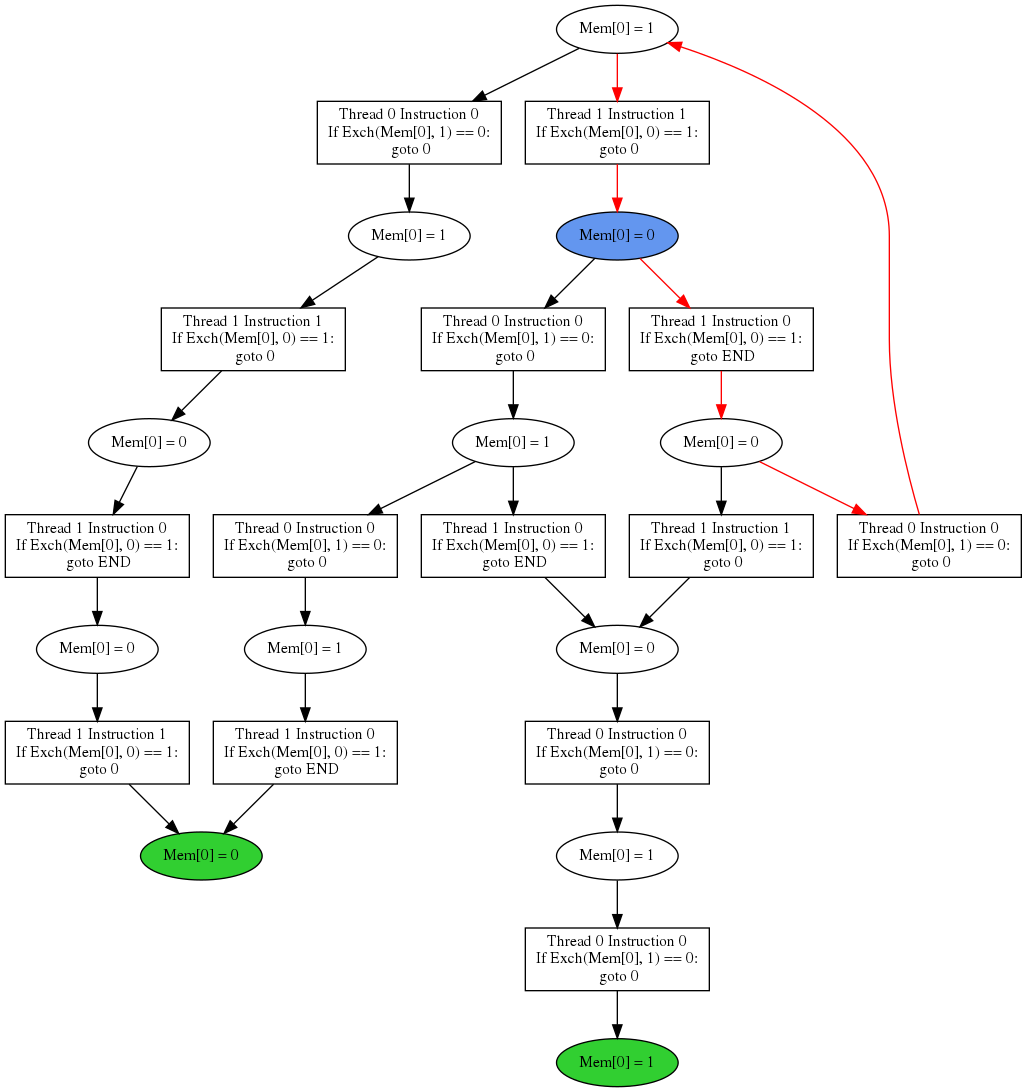 Mem[0] = 1
Thread 0 Instruction 0
If Exch(Mem[0], 1) == 0:
goto 0
Thread 1 Instruction 1
If Exch(Mem[0], 0) == 1:
goto 0
Mem[0] = 1
Mem[0] = 0
Thread 1 Instruction 1
If Exch(Mem[0], 0) == 1:
goto 0
Thread 0 Instruction 0
If Exch(Mem[0], 1) == 0:
goto 0
Thread 1 Instruction 0
If Exch(Mem[0], 0) == 1:
goto END
Mem[0] = 0
Mem[0] = 1
Mem[0] = 0
Thread 1 Instruction 0
If Exch(Mem[0], 0) == 1:
goto END
Thread 0 Instruction 0
If Exch(Mem[0], 1) == 0:
goto 0
Thread 1 Instruction 0
If Exch(Mem[0], 0) == 1:
goto END
Thread 1 Instruction 1
If Exch(Mem[0], 0) == 1:
goto 0
Thread 0 Instruction 0
If Exch(Mem[0], 1) == 0:
goto 0
Mem[0] = 0
Mem[0] = 1
Mem[0] = 0
Thread 1 Instruction 1
If Exch(Mem[0], 0) == 1:
goto 0
Thread 1 Instruction 0
If Exch(Mem[0], 0) == 1:
goto END
Thread 0 Instruction 0
If Exch(Mem[0], 1) == 0:
goto 0
Mem[0] = 0
Mem[0] = 1
Thread 0 Instruction 0
If Exch(Mem[0], 1) == 0:
goto 0
Mem[0] = 1